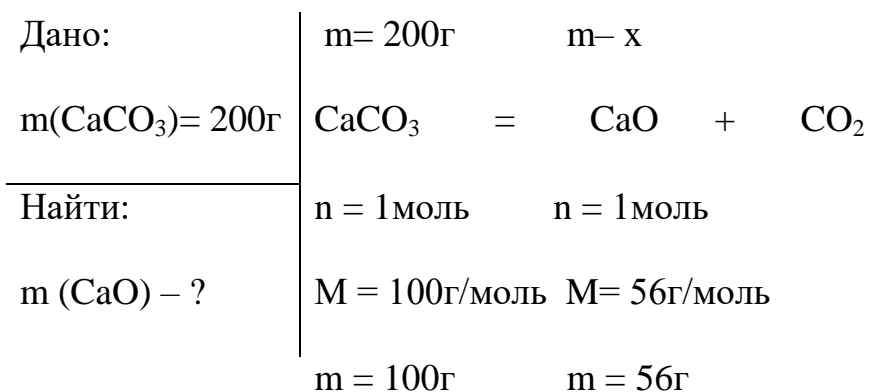 Дано:
m(CaCO₃)= 200г
Найти:
m (CaO) – ?
m= 200г m– x
CaCO₃ = CaO + CO₂
n = 1моль n = 1моль
M = 100г/моль M= 56г/моль
m = 100г m = 56г